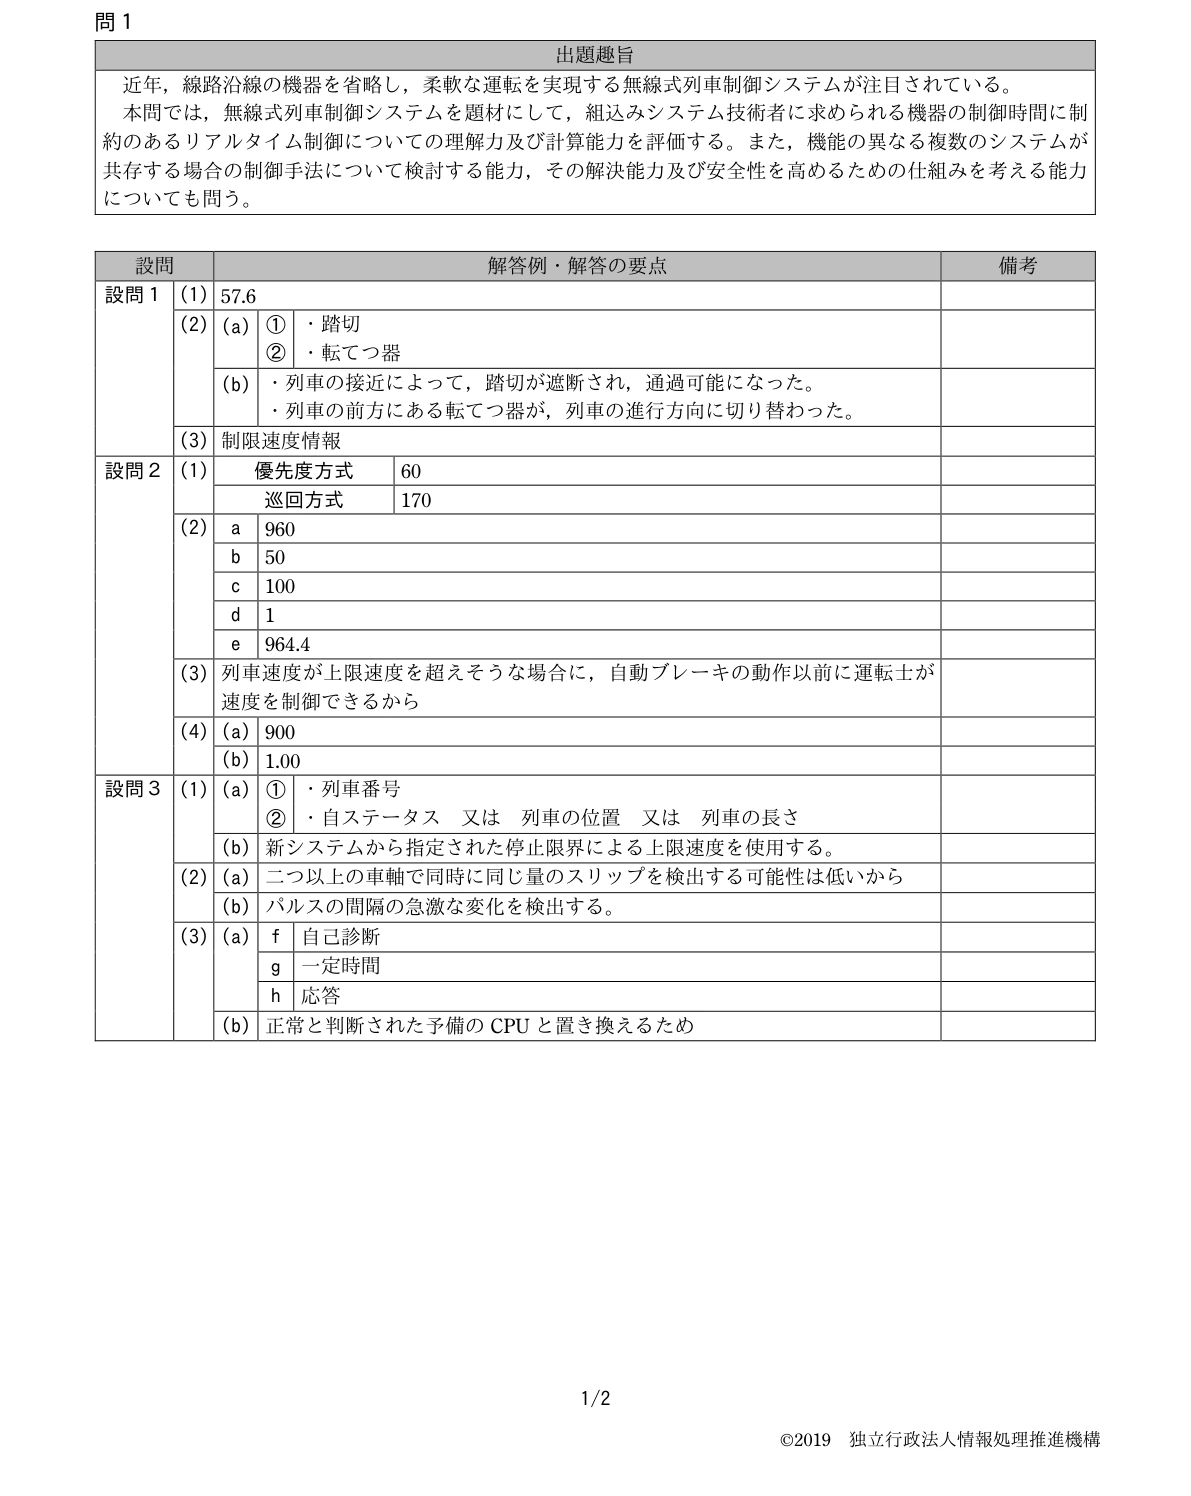 問1
出題趣旨
近年，線路沿線の機器を省略し，柔軟な運転を実現する無線式列車制御システムが注目されている。
本問では，無線式列車制御システムを題材にして，組込みシステム技術者に求められる機器の制御時間に制
約のあるリアルタイム制御についての理解力及び計算能力を評価する。また，機能の異なる複数のシステムが
共存する場合の制御手法について検討する能力，その解決能力及び安全性を高めるための仕組みを考える能力
についても問う。
設問 解答例・解答の要点 備考
設問1 (1) 57.6
(2) (a) ① ・踏切
② ・転てつ器
(b) ・列車の接近によって，踏切が遮断され，通過可能になった。
・列車の前方にある転てつ器が，列車の進行方向に切り替わった。
(3) 制限速度情報
設問2 (1) 優先度方式 60
巡回方式 170
(2) a 960
b 50
c 100
d 1
e 964.4
(3) 列車速度が上限速度を超えそうな場合に，自動ブレーキの動作以前に運転士が
速度を制御できるから
(4) (a) 900
(b) 1.00
設問3 (1) (a) ① ・列車番号
② ・自ステータス　又は　列車の位置　又は　列車の長さ
(b) 新システムから指定された停止限界による上限速度を使用する。
(2) (a) 二つ以上の車軸で同時に同じ量のスリップを検出する可能性は低いから
(b) パルスの間隔の急激な変化を検出する。
(3) (a) f 自己診断
g 一定時間
h 応答
(b) 正常と判断された予備の CPU と置き換えるため
1/2
©2019　独立行政法人情報処理推進機構